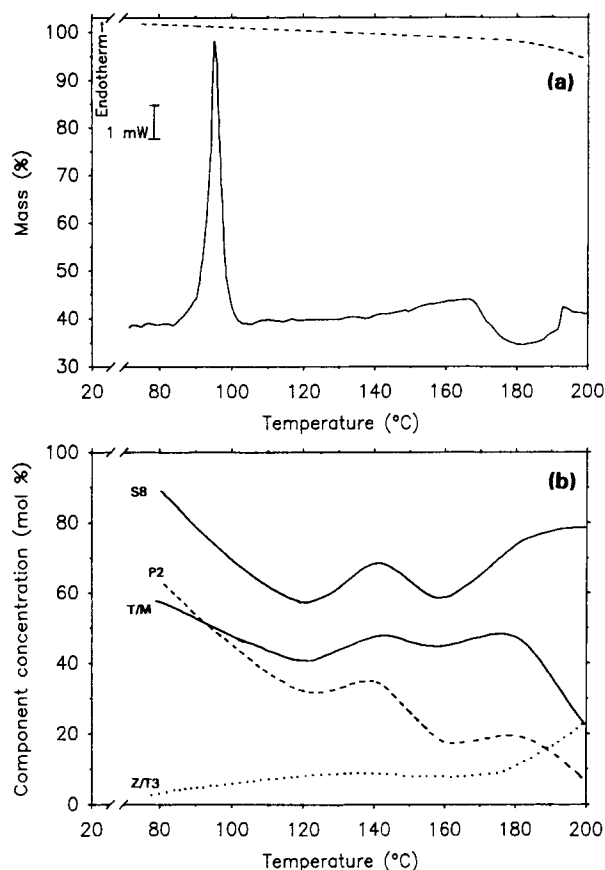 100
90
80
70
60
50
40
30
Mass (%)
Endotherm→
1 mW
(a)
20 80 100 120 140 160 180 200
Temperature (°C)
100
80
60
40
20
0
Component concentration (mol %)
S8
P2
T/M
Z/T3
(b)
20 80 100 120 140 160 180 200
Temperature (°C)